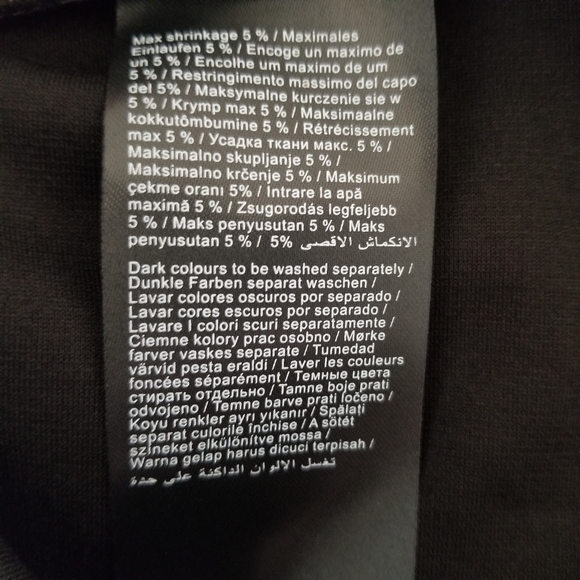 Max shrinkage 5 % / Maximales
Einlaufen 5 % / Encoge un maximo de
un 5 % / Encolhe um maximo de um
5 % / Restringimento massimo del capo
del 5% / Maksymalne kurczenie sie w
5 % / Krymp max 5 % / Maksimaalne
kokkutõmbumine 5 % / Rétrécissement
max 5 % / Усадка ткани макс. 5 % /
Maksimalno skupljanje 5 % /
Maksimalno krčenje 5 % / Maksimum
çekme oranı 5% / Intrare la apă
maximă 5 % / Zsugorodás legfeljebb
5 % / Maks penyusutan 5 % / Maks
penyusutan 5 % / 5% الانكماش الاقصى
Dark colours to be washed separately /
Dunkle Farben separat waschen /
Lavar colores oscuros por separado /
Lavar cores escuros por separado /
Lavare I colori scuri separatamente /
Ciemne kolory prac osobno / Mørke
farver vaskes separate / Tumedad
värvid pesta eraldi / Laver les couleurs
foncées séparément / Темные цвета
стирать отдельно / Tamne boje prati
odvojeno / Temne barve prati ločeno /
Koyu renkler ayrı yıkanır / Spălați
separat culorile închise / A sötét
színeket elkülönítve mossa /
Warna gelap harus dicuci terpisah /
تغسل الالوان الداكنة على حدة